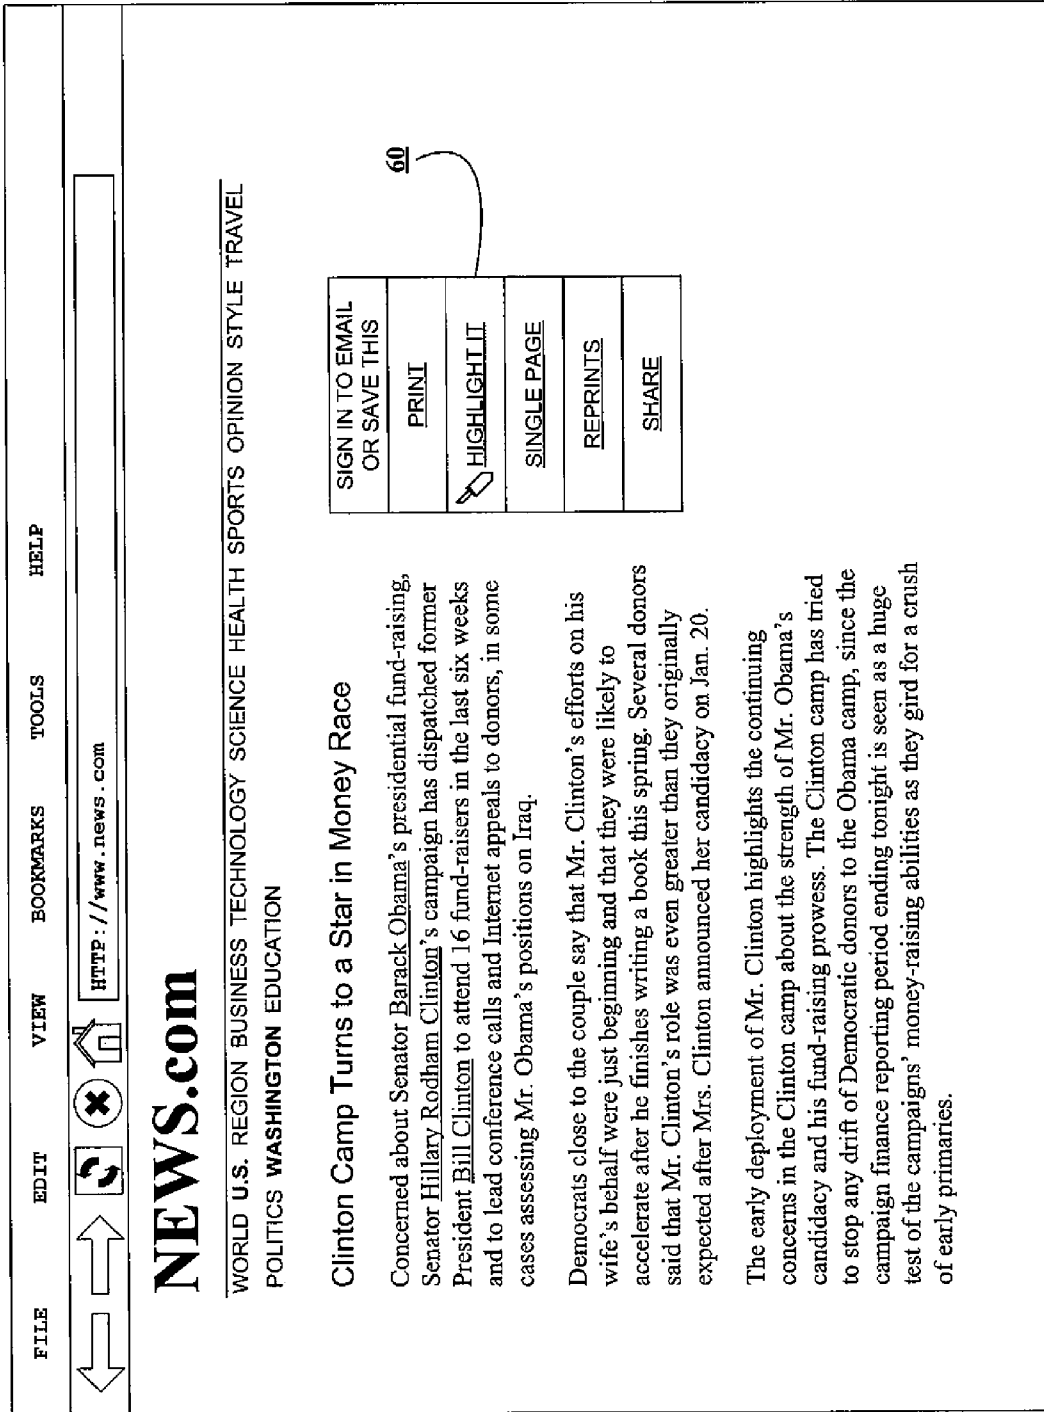 FILE EDIT VIEW BOOKMARKS TOOLS HELP
HTTP://www.news.com
NEWS.com
WORLD U.S. REGION BUSINESS TECHNOLOGY SCIENCE HEALTH SPORTS OPINION STYLE TRAVEL
POLITICS WASHINGTON EDUCATION
Clinton Camp Turns to a Star in Money Race
Concerned about Senator Barack Obama's presidential fund-raising,
Senator Hillary Rodham Clinton's campaign has dispatched former
President Bill Clinton to attend 16 fund-raisers in the last six weeks
and to lead conference calls and Internet appeals to donors, in some
cases assessing Mr. Obama's positions on Iraq.
Democrats close to the couple say that Mr. Clinton's efforts on his
wife's behalf were just beginning and that they were likely to
accelerate after he finishes writing a book this spring. Several donors
said that Mr. Clinton's role was even greater than they originally
expected after Mrs. Clinton announced her candidacy on Jan. 20.
The early deployment of Mr. Clinton highlights the continuing
concerns in the Clinton camp about the strength of Mr. Obama's
candidacy and his fund-raising prowess. The Clinton camp has tried
to stop any drift of Democratic donors to the Obama camp, since the
campaign finance reporting period ending tonight is seen as a huge
test of the campaigns' money-raising abilities as they gird for a crush
of early primaries.
SIGN IN TO EMAIL
OR SAVE THIS
PRINT
HIGHLIGHT IT
SINGLE PAGE
REPRINTS
SHARE
60